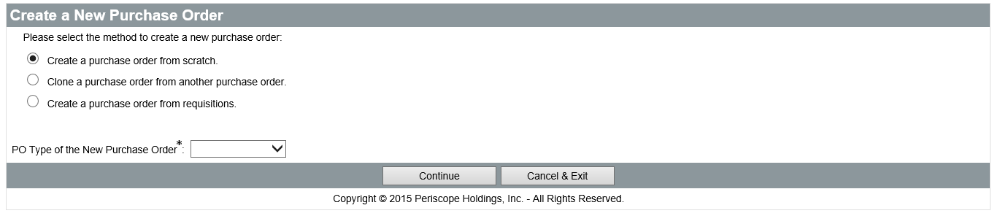 Create a New Purchase Order
Please select the method to create a new purchase order:
Create a purchase order from scratch.
Clone a purchase order from another purchase order.
Create a purchase order from requisitions.
PO Type of the New Purchase Order*:
Continue Cancel & Exit
Copyright © 2015 Periscope Holdings, Inc. - All Rights Reserved.